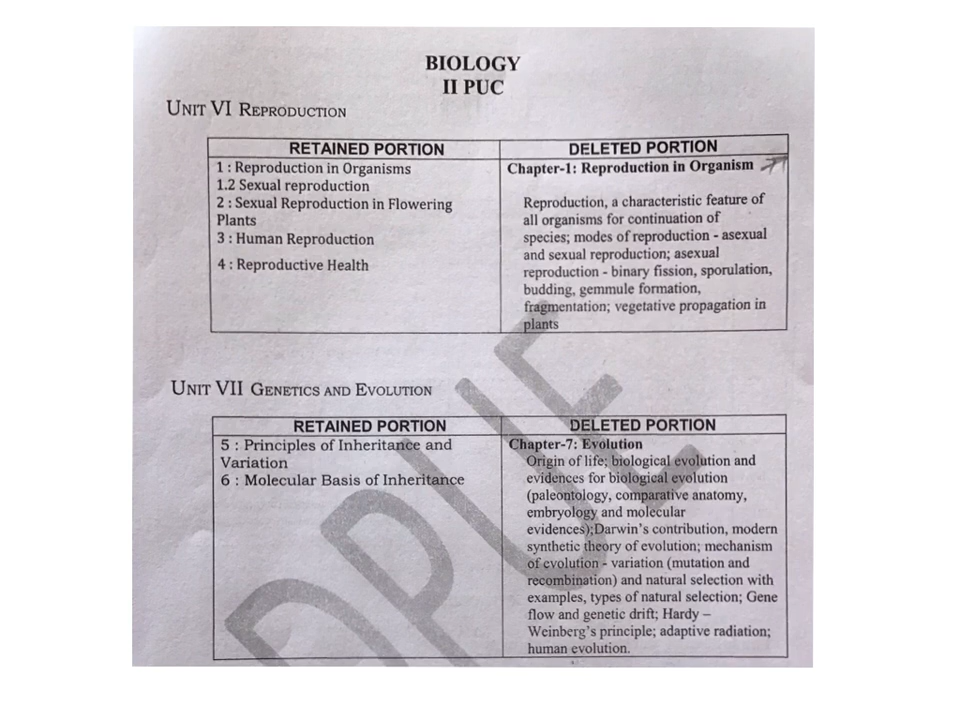 BIOLOGY
II PUC
UNIT VI REPRODUCTION
RETAINED PORTION
1 : Reproduction in Organisms
1.2 Sexual reproduction
2 : Sexual Reproduction in Flowering
Plants
3 : Human Reproduction
4 : Reproductive Health
DELETED PORTION
Chapter-1: Reproduction in Organism
Reproduction, a characteristic feature of
all organisms for continuation of
species; modes of reproduction - asexual
and sexual reproduction; asexual
reproduction - binary fission, sporulation,
budding, gemmule formation,
fragmentation; vegetative propagation in
plants
UNIT VII GENETICS AND EVOLUTION
RETAINED PORTION
5 : Principles of Inheritance and
Variation
6 : Molecular Basis of Inheritance
DELETED PORTION
Chapter-7: Evolution
Origin of life; biological evolution and
evidences for biological evolution
(paleontology, comparative anatomy,
embryology and molecular
evidences);Darwin's contribution, modern
synthetic theory of evolution; mechanism
of evolution - variation (mutation and
recombination) and natural selection with
examples, types of natural selection; Gene
flow and genetic drift; Hardy –
Weinberg's principle; adaptive radiation;
human evolution.
DPUE